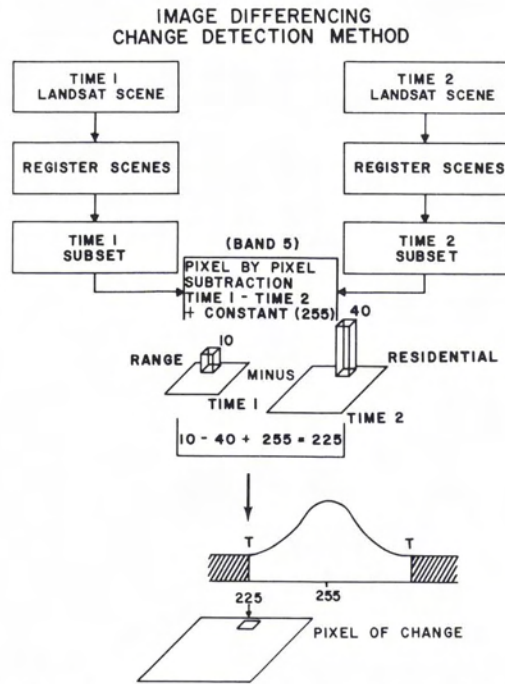 IMAGE DIFFERENCING
CHANGE DETECTION METHOD
TIME 1
LANDSAT SCENE
TIME 2
LANDSAT SCENE
REGISTER SCENES
REGISTER SCENES
TIME 1
SUBSET
TIME 2
SUBSET
(BAND 5)
PIXEL BY PIXEL
SUBTRACTION
TIME 1 - TIME 2
+ CONSTANT (255)
10
40
RANGE
MINUS
RESIDENTIAL
TIME 1
TIME 2
10 - 40 + 255 = 225
T
T
225
255
PIXEL OF CHANGE